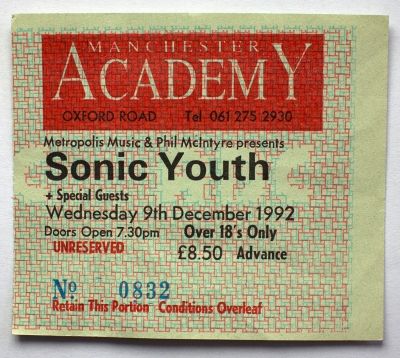 MANCHESTER
ACADEMY
OXFORD ROAD Tel 061 275 2930
Metropolis Music & Phil McIntyre presents
Sonic Youth
+ Special Guests
Wednesday 9th December 1992
Doors Open 7.30pm Over 18's Only
UNRESERVED £8.50 Advance
No 0832
Retain This Portion Conditions Overleaf